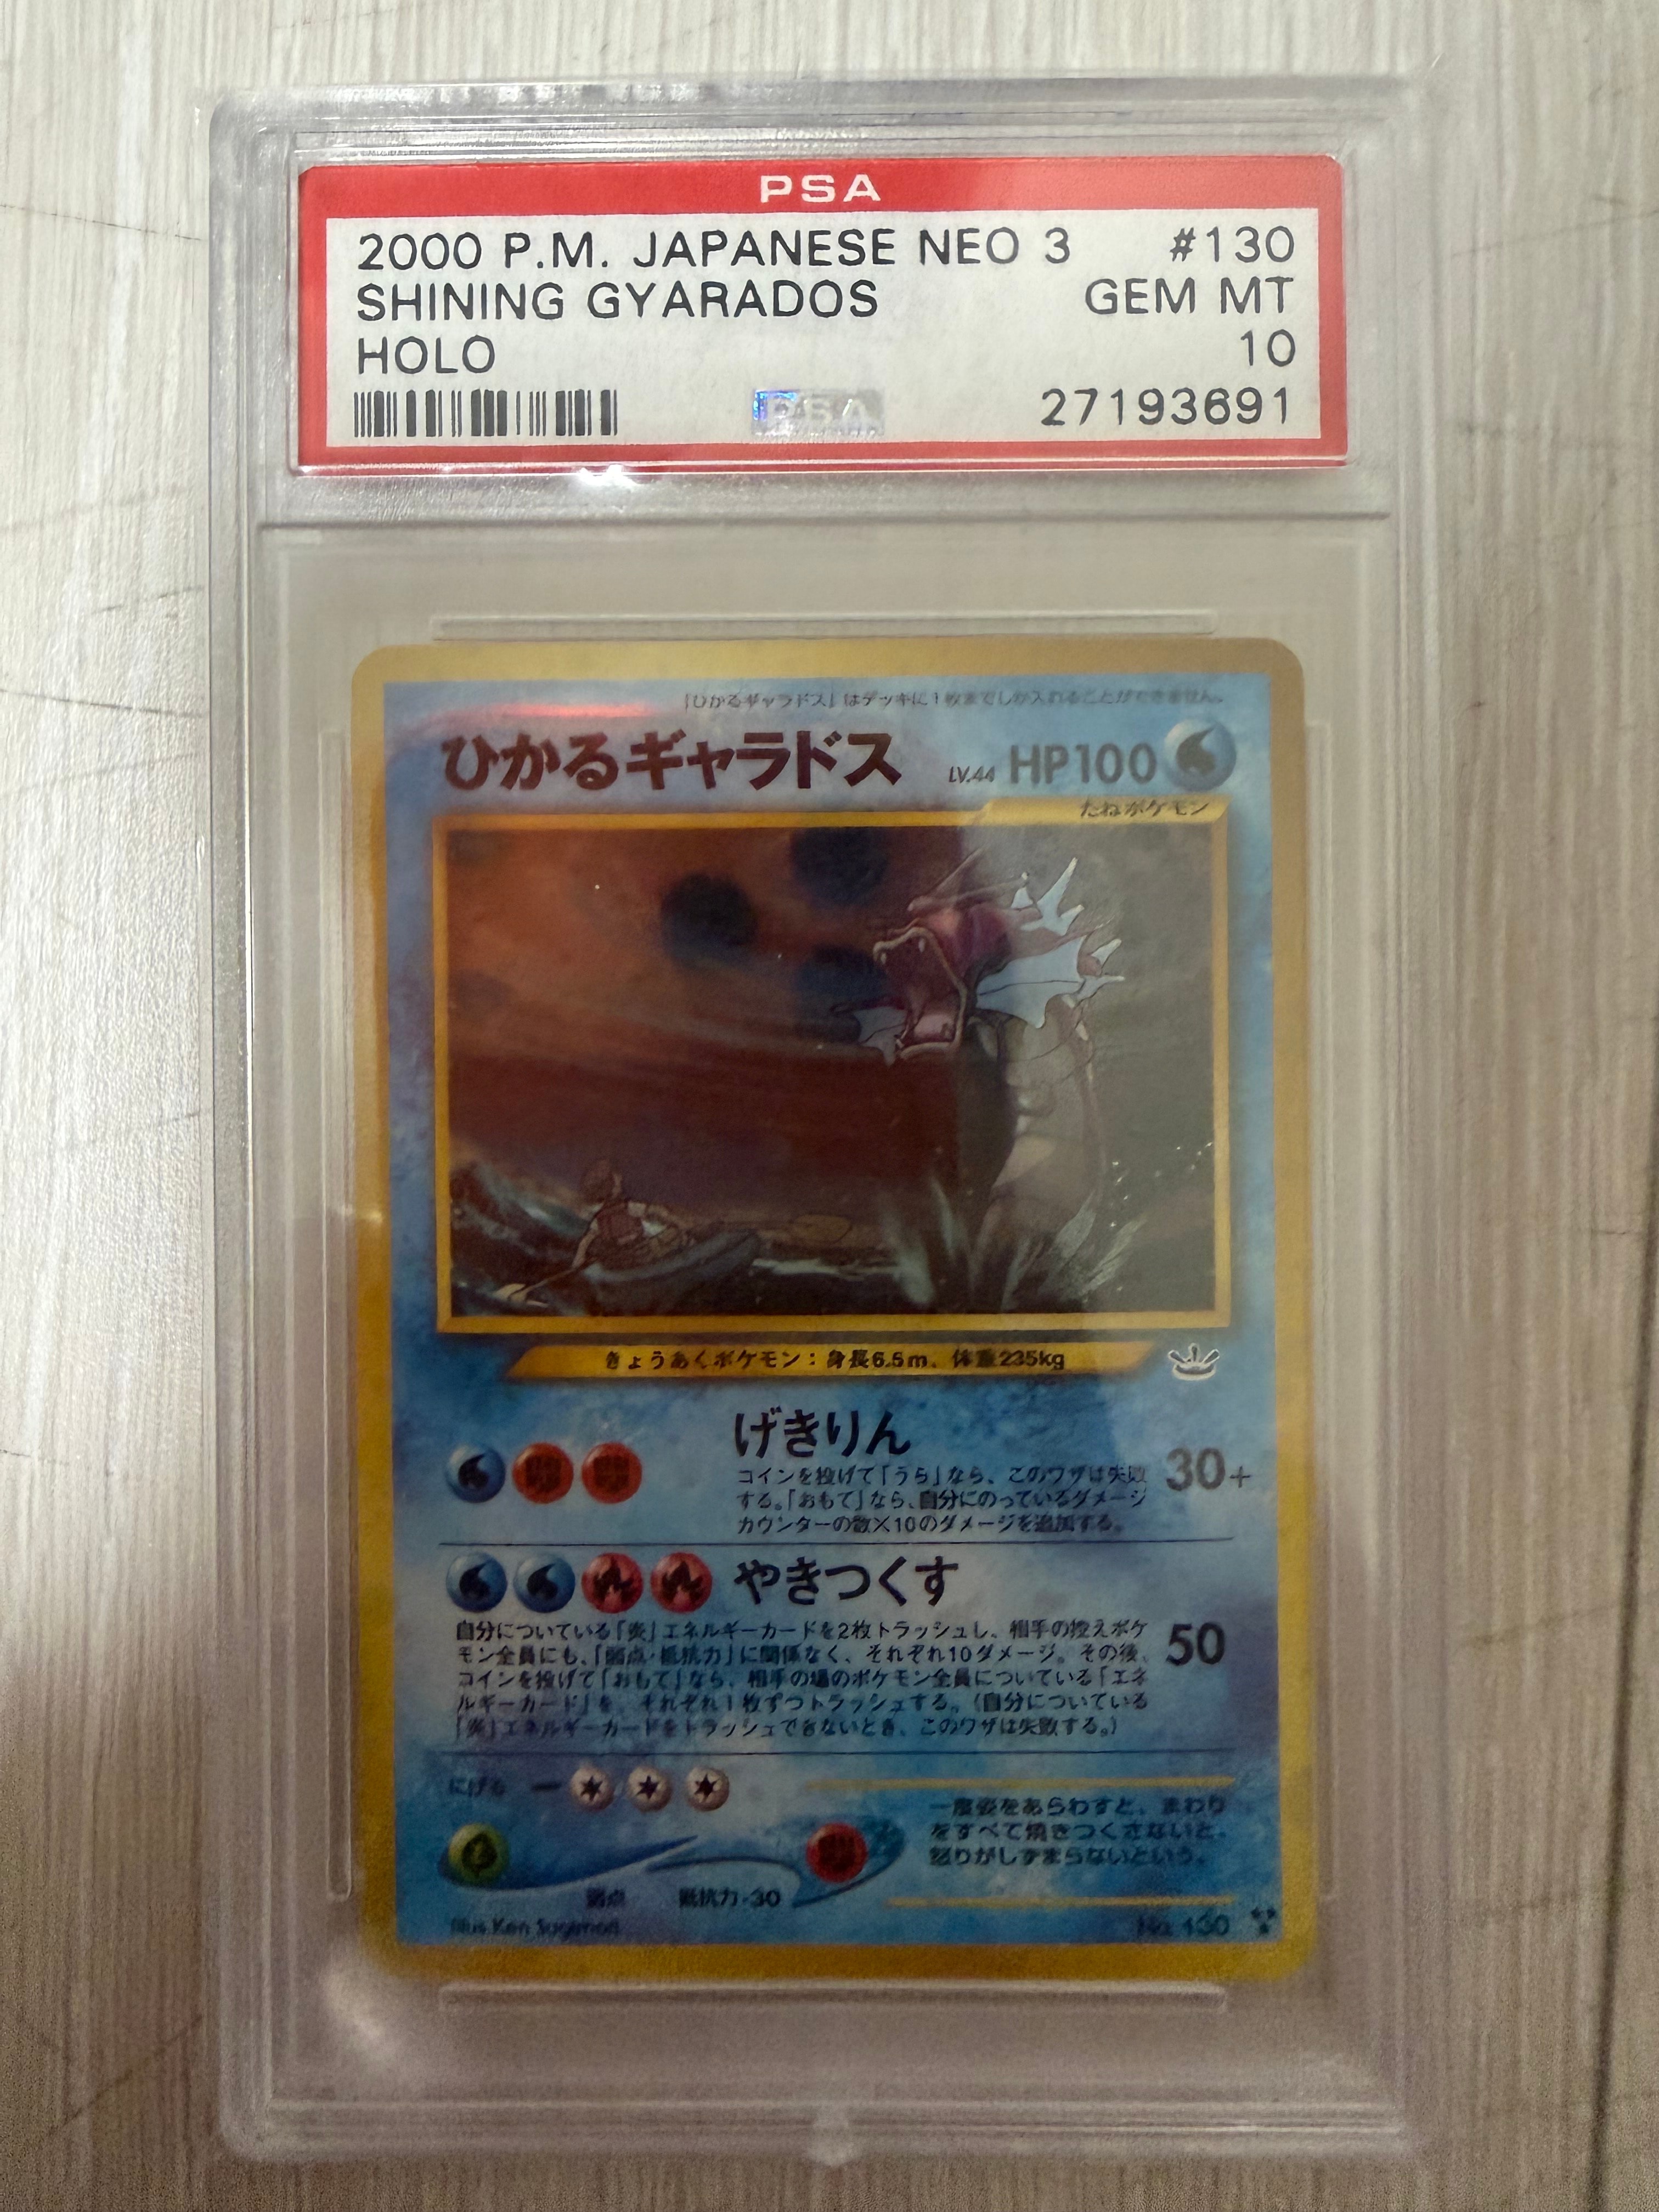 PSA
2000 P.M. JAPANESE NEO 3 #130
SHINING GYARADOS GEM MT
HOLO 10
PSA
27193691
「ひかるギャラドス」はデッキに1枚までしか入れることができません。
ひかるギャラドス LV.44 HP100
たねポケモン
きょうあくポケモン：身長6.5m、体重235kg
げきりん
コインを投げて「うら」なら、このワザは失敗
する。「おもて」なら、自分にのっているダメージ
カウンターの数×10のダメージを追加する。
30+
やきつくす
自分についている「炎」エネルギーカードを2枚トラッシュし、相手の控えポケ
モン全員にも、「弱点・抵抗力」に関係なく、それぞれ10ダメージ。その後、
コインを投げて「おもて」なら、相手の場のポケモン全員についている「エネ
ルギーカード」を、それぞれ1枚ずつトラッシュする。(自分についている
「炎」エネルギーカードをトラッシュできないとき、このワザは失敗する。)
50
にげる
一度姿をあらわすと、まわり
をすべて焼きつくさないと、
怒りがしずまらないという。
弱点 抵抗力-30
Illus.Ken Sugimori
No. 130